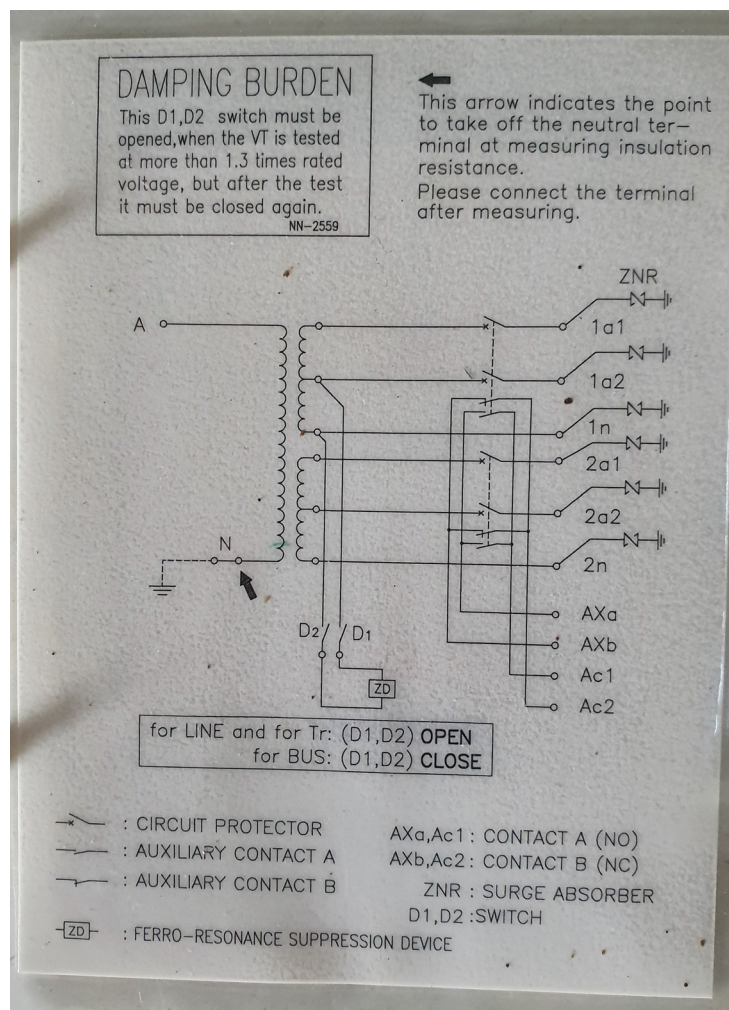 DAMPING BURDEN
This D1,D2 switch must be
opened,when the VT is tested
at more than 1.3 times rated
voltage, but after the test
it must be closed again.
NN-2559
This arrow indicates the point
to take off the neutral ter-
minal at measuring insulation
resistance.
Please connect the terminal
after measuring.
ZNR
A
1a1
1a2
1n
2a1
2a2
N
2n
AXa
D2 D1
AXb
Ac1
ZD
Ac2
for LINE and for Tr: (D1,D2) OPEN
for BUS: (D1,D2) CLOSE
: CIRCUIT PROTECTOR
: AUXILIARY CONTACT A
: AUXILIARY CONTACT B
ZD : FERRO-RESONANCE SUPPRESSION DEVICE
AXa,Ac1 : CONTACT A (NO)
AXb,Ac2 : CONTACT B (NC)
ZNR : SURGE ABSORBER
D1,D2 :SWITCH